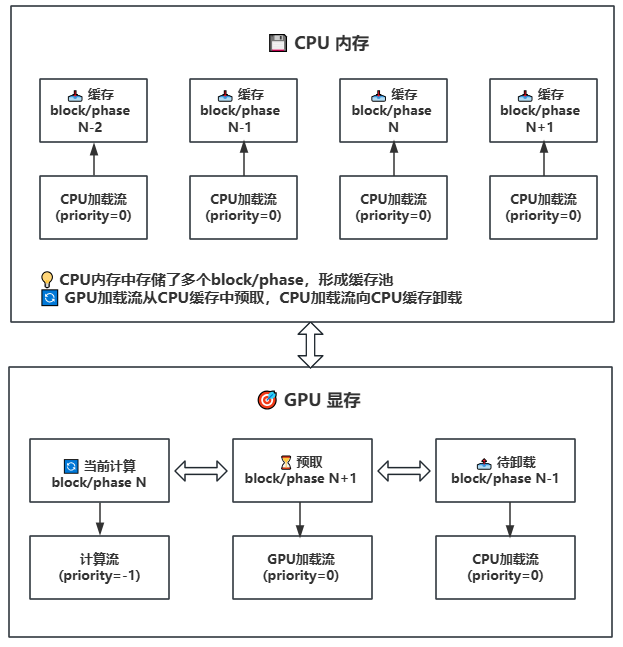 💾 CPU 内存
📥 缓存
block/phase
N-2
📥 缓存
block/phase
N-1
📥 缓存
block/phase
N
📥 缓存
block/phase
N+1
CPU加载流
(priority=0)
CPU加载流
(priority=0)
CPU加载流
(priority=0)
CPU加载流
(priority=0)
💡 CPU内存中存储了多个block/phase，形成缓存池
🔄 GPU加载流从CPU缓存中预取，CPU加载流向CPU缓存卸载
🎯 GPU 显存
🔄 当前计算
block/phase N
⏳ 预取
block/phase N+1
📤 待卸载
block/phase N-1
计算流
(priority=-1)
GPU加载流
(priority=0)
CPU加载流
(priority=0)